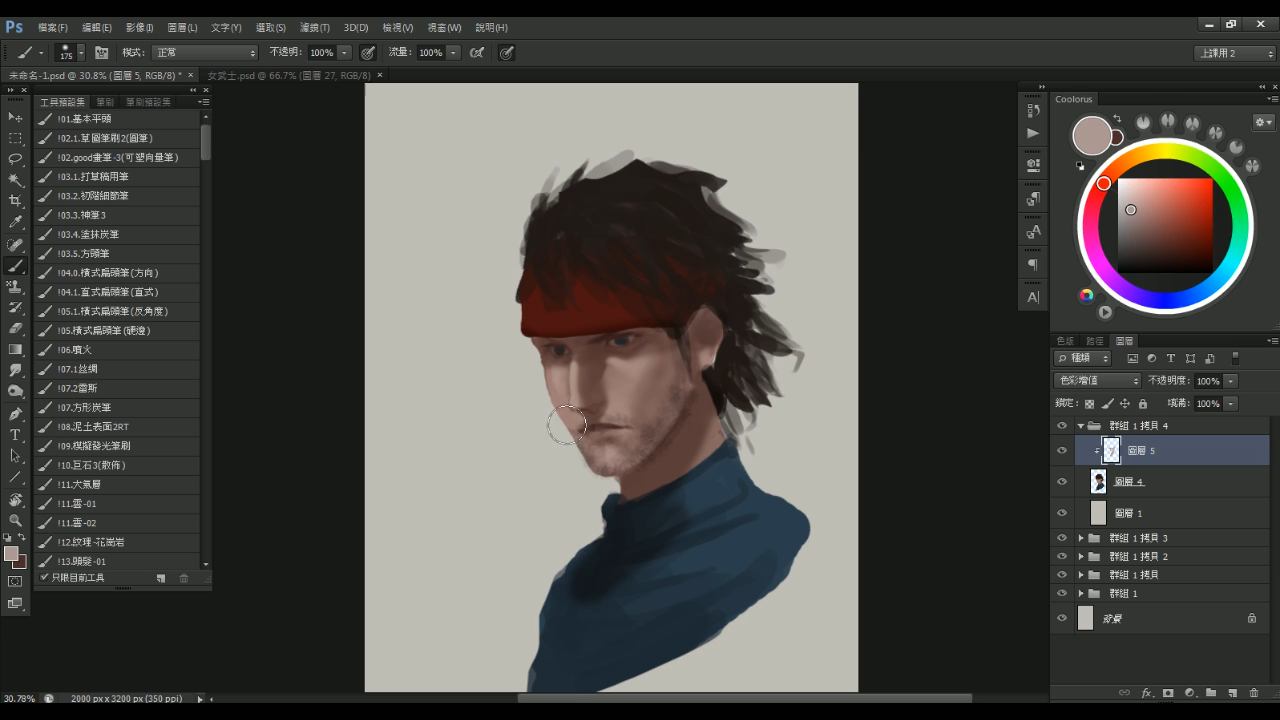 Ps 檔案(F) 編輯(E) 影像(I) 圖層(L) 文字(Y) 選取(S) 濾鏡(T) 3D(D) 檢視(V) 視窗(W) 說明(H)
175 模式: 正常 不透明: 100% 流量: 100% 上課用 2
未命名-1.psd @ 30.8% (圖層 5, RGB/8) * × 女武士.psd @ 66.7% (圖層 27, RGB/8) ×
工具預設集 筆刷 筆刷預設集
!01.基本平頭
!02.1.草圖筆刷2(圓筆)
!02.good畫筆-3(可塑向量筆)
!03.1.打草稿用筆
!03.2.初階細節筆
!03.3.神筆3
!03.4.塗抹炭筆
!03.5.方頭筆
!04.0.橫式扁頭筆(方向)
!04.1.直式扁頭筆(直式)
!05.1.橫式扁頭筆(反角度)
!05.橫式扁頭筆(硬邊)
!06.噴火
!07.1絲綢
!07.2雷斯
!07.方形炭筆
!08.泥土表面2RT
!09.模擬發光筆刷
!10.巨石3(散佈)
!11.大氣層
!11.雲-01
!11.雲-02
!12.紋理-花崗岩
!13.頭髮-01
只限目前工具
Coolorus
色版 路徑 圖層
種類
色彩增值 不透明度: 100%
鎖定: 填滿: 100%
群組 1 拷貝 4
圖層 5
圖層 4
圖層 1
群組 1 拷貝 3
群組 1 拷貝 2
群組 1 拷貝
群組 1
背景
30.78% 2000 px x 3200 px (350 ppi)